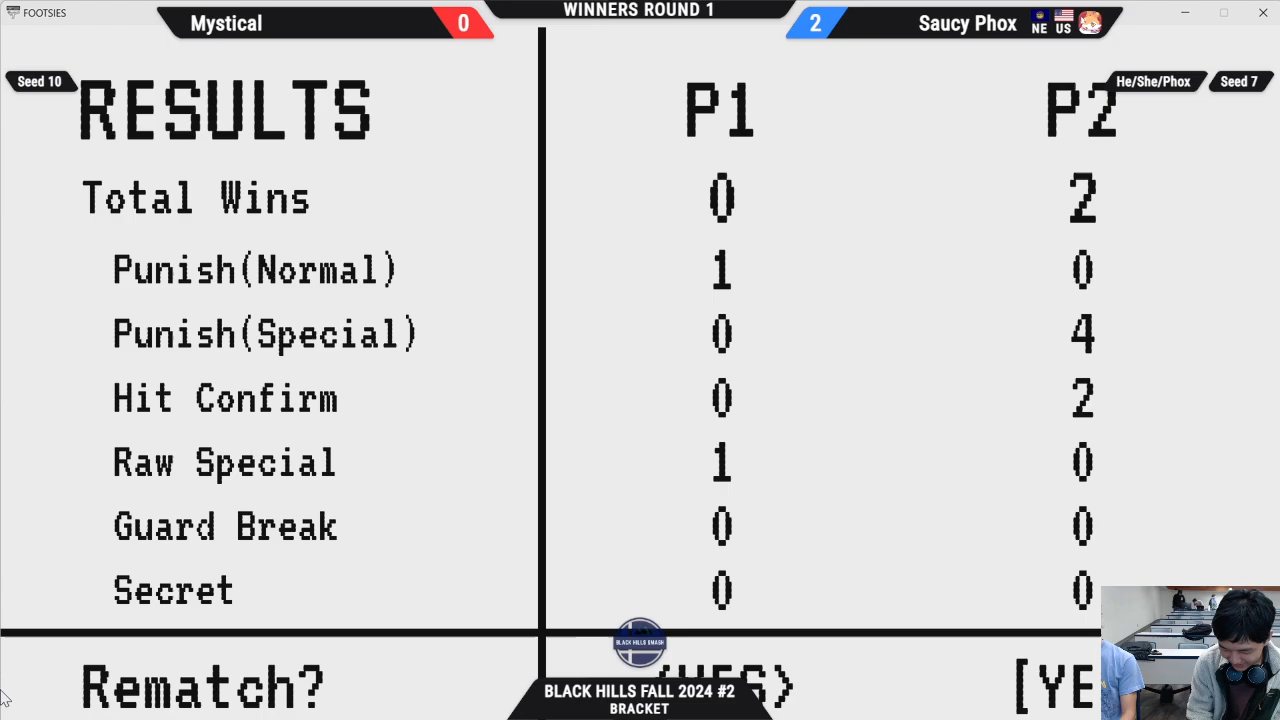 FOOTSIES
Mystical 0
WINNERS ROUND 1
2 Saucy Phox NE US
Seed 10
He/She/Phox Seed 7
RESULTS P1 P2
Total Wins 0 2
Punish(Normal) 1 0
Punish(Special) 0 4
Hit Confirm 0 2
Raw Special 1 0
Guard Break 0 0
Secret 0 0
BLACK HILLS SMASH
Rematch? <YES> [YE
BLACK HILLS FALL 2024 #2
BRACKET